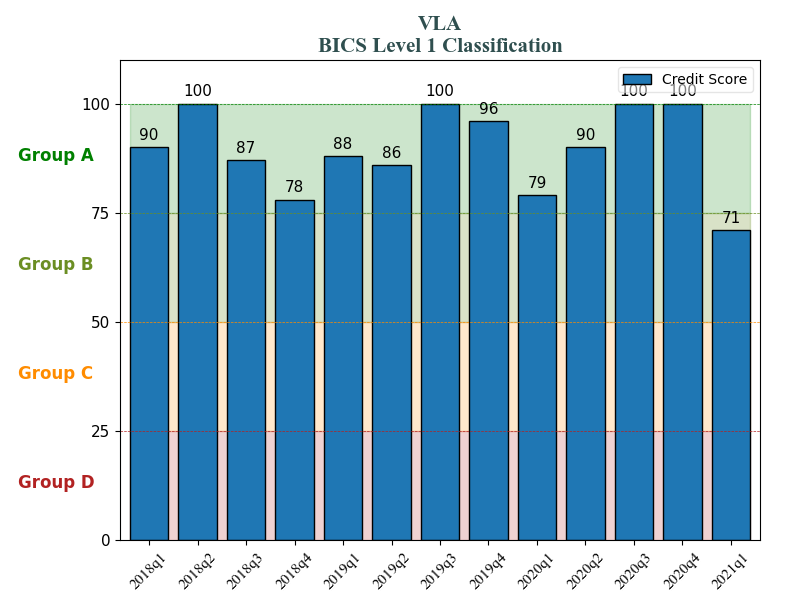 VLA
BICS Level 1 Classification
Credit Score
100
75
50
25
0
Group A
Group B
Group C
Group D
90
100
87
78
88
86
100
96
79
90
100
100
71
2018q1
2018q2
2018q3
2018q4
2019q1
2019q2
2019q3
2019q4
2020q1
2020q2
2020q3
2020q4
2021q1